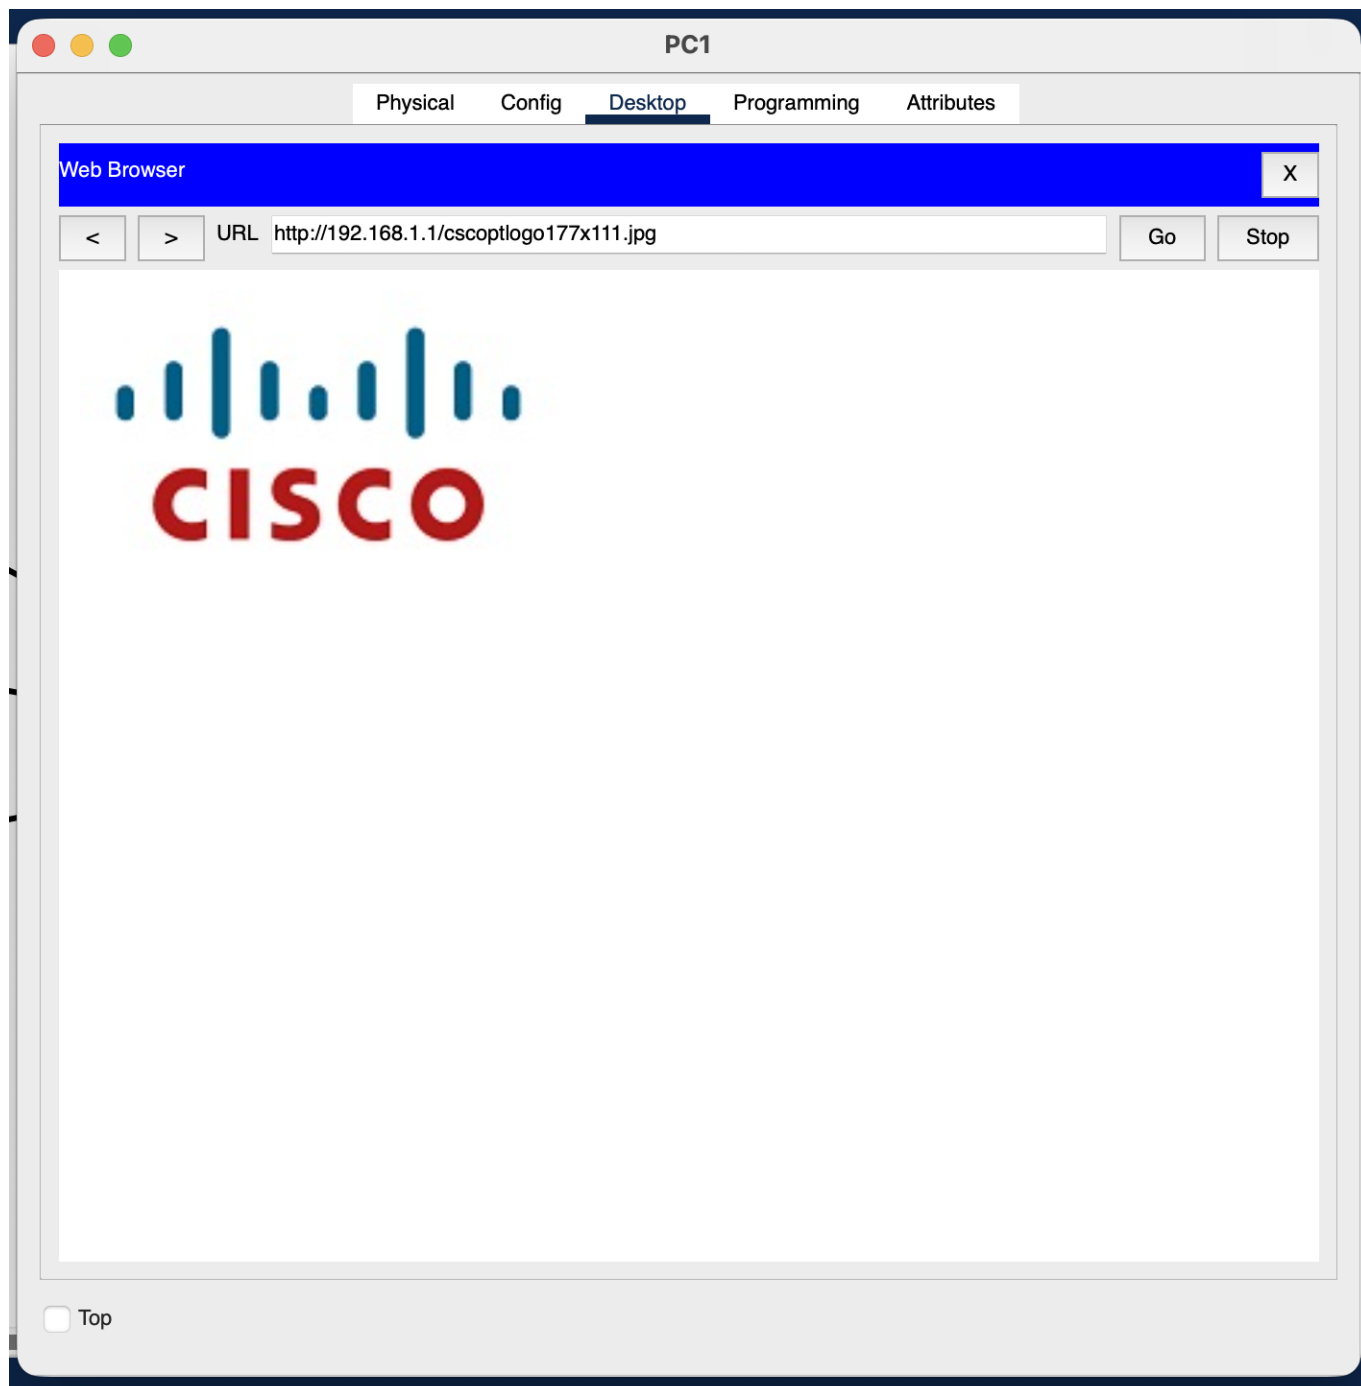 PC1
Physical Config Desktop Programming Attributes
Web Browser X
< > URL http://192.168.1.1/cscoptlogo177x111.jpg Go Stop
CISCO
Top